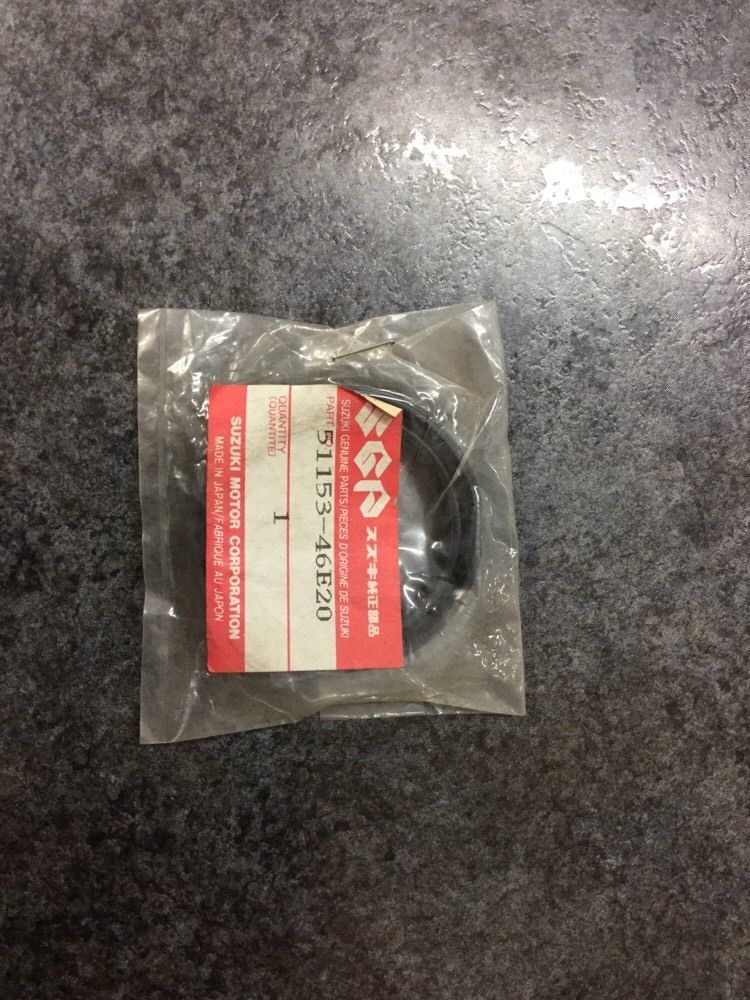 SGP スズキ純正部品
SUZUKI GENUINE PARTS/PIECES D'ORIGINE DE SUZUKI
PART
51153-46E20
QUANTITY
(QUANTITE)
1
SUZUKI MOTOR CORPORATION
MADE IN JAPAN/FABRIQUE AU JAPON